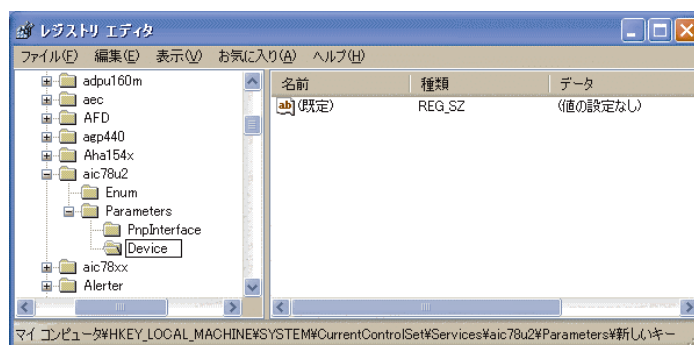 レジストリ エディタ
ファイル(F) 編集(E) 表示(V) お気に入り(A) ヘルプ(H)
adpu160m
aec
AFD
agp440
Aha154x
aic78u2
Enum
Parameters
PnpInterface
Device
aic78xx
Alerter
名前 種類 データ
(既定) REG_SZ (値の設定なし)
マイ コンピュータ¥HKEY_LOCAL_MACHINE¥SYSTEM¥CurrentControlSet¥Services¥aic78u2¥Parameters¥新しいキー